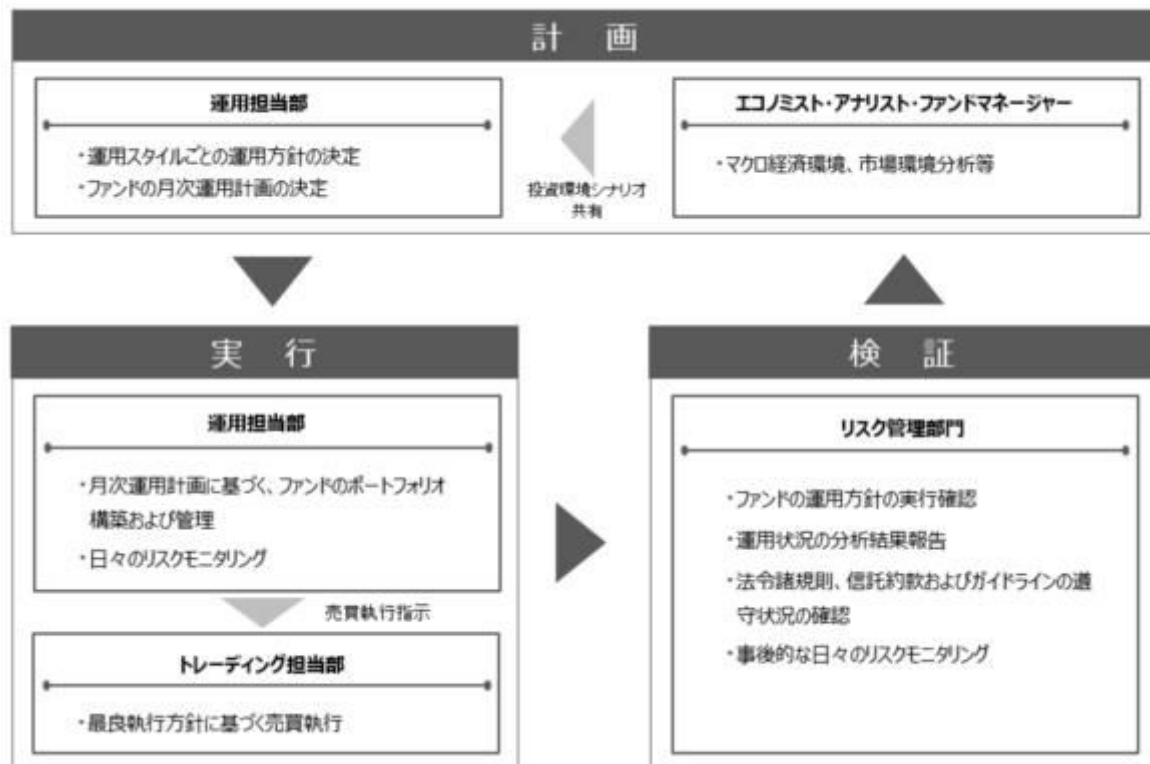 計 画
運用担当部
・運用スタイルごとの運用方針の決定
・ファンドの月次運用計画の決定
投資環境シナリオ
共有
エコノミスト・アナリスト・ファンドマネージャー
・マクロ経済環境、市場環境分析等
実 行
運用担当部
・月次運用計画に基づく、ファンドのポートフォリオ
構築および管理
・日々のリスクモニタリング
売買執行指示
トレーディング担当部
・最良執行方針に基づく売買執行
検 証
リスク管理部門
・ファンドの運用方針の実行確認
・運用状況の分析結果報告
・法令諸規則、信託約款およびガイドラインの遵
守状況の確認
・事後的な日々のリスクモニタリング